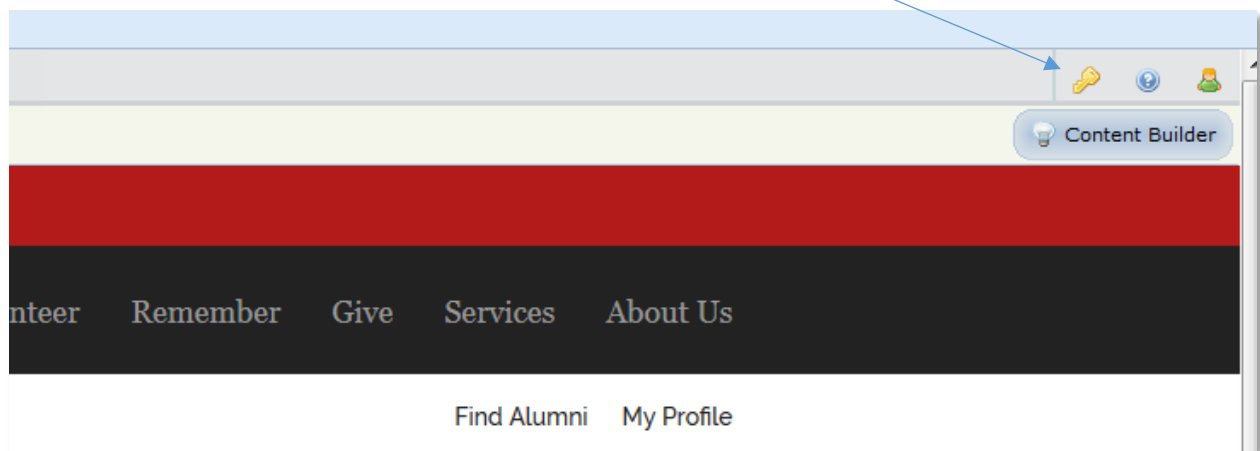 Content Builder
nteer Remember Give Services About Us
Find Alumni My Profile